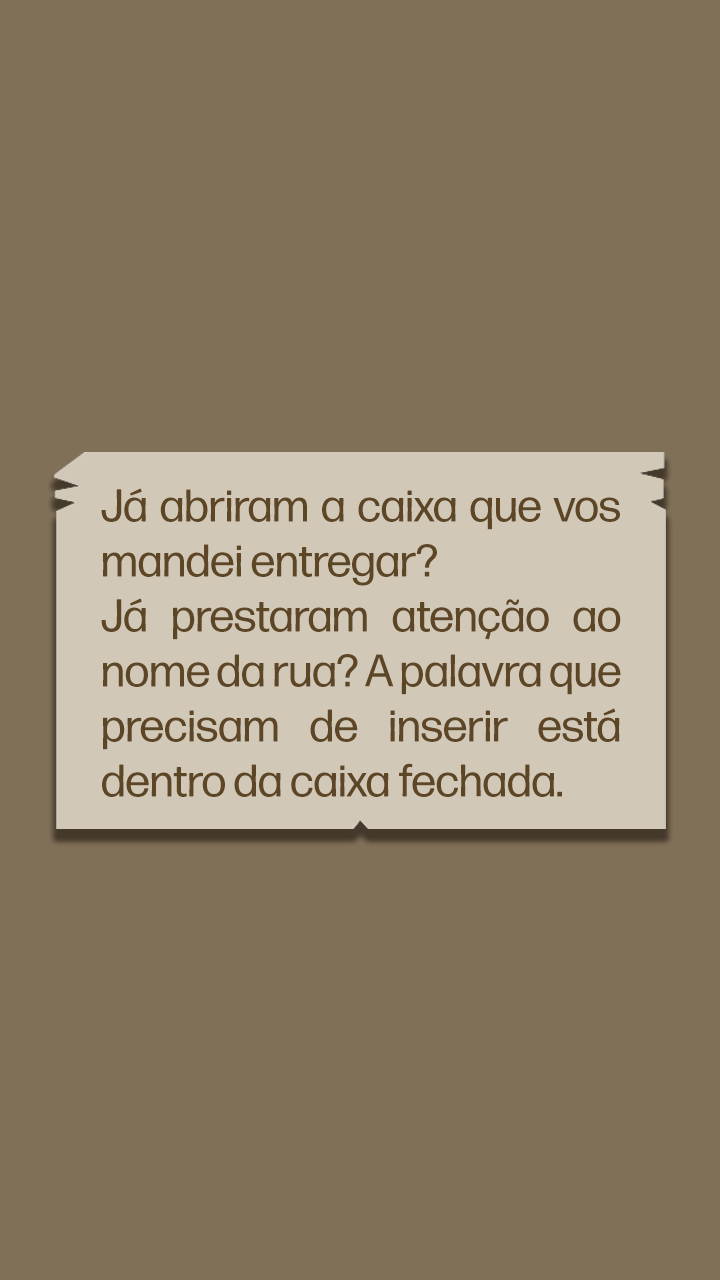 Já abriram a caixa que vos
mandei entregar?
Já prestaram atenção ao
nome da rua? A palavra que
precisam de inserir está
dentro da caixa fechada.